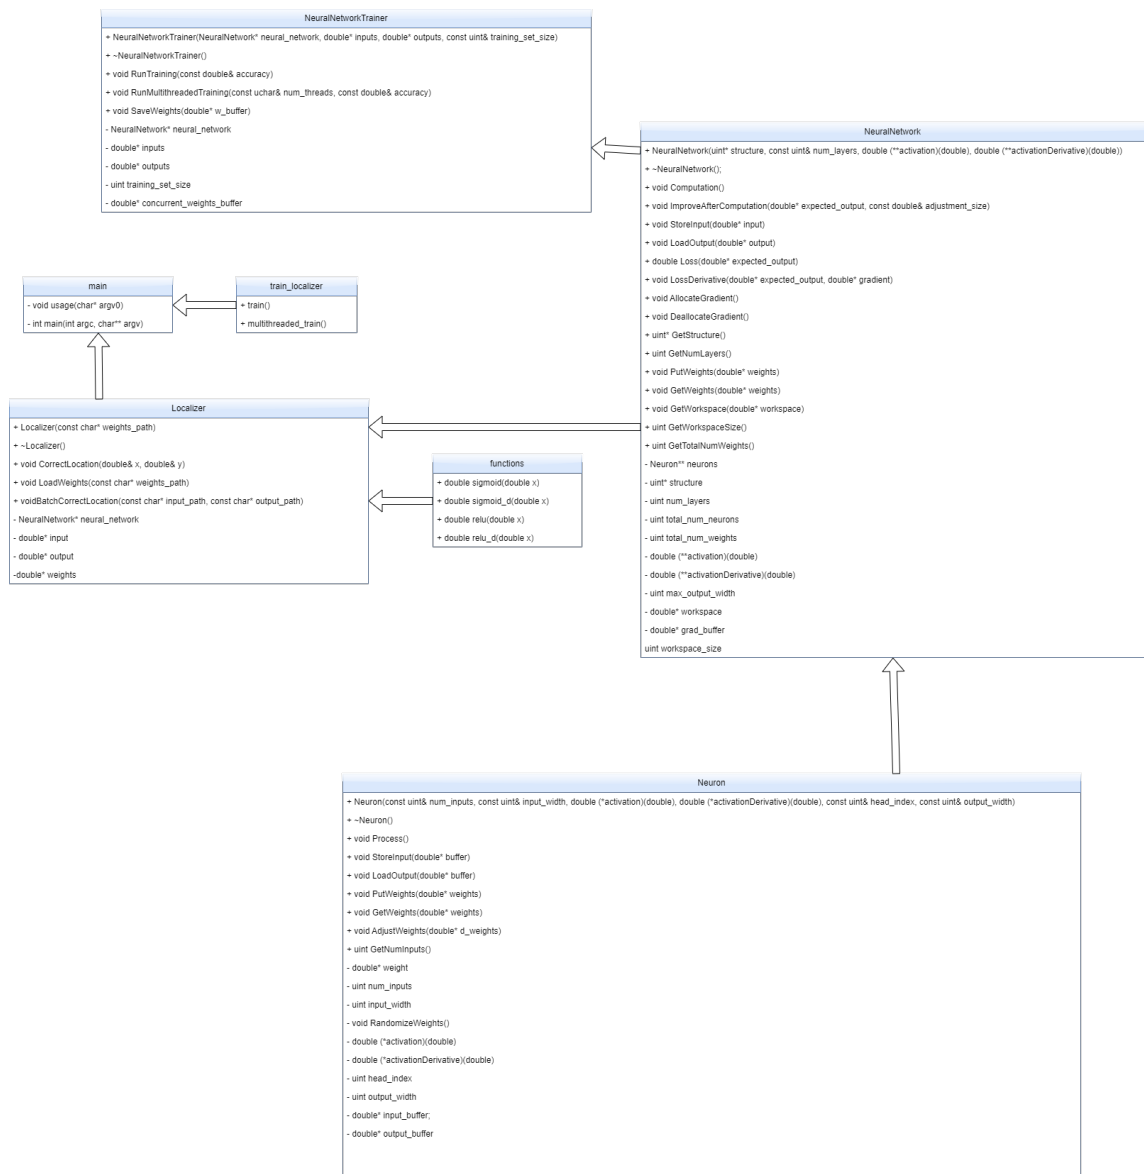 NeuralNetworkTrainer
+ NeuralNetworkTrainer(NeuralNetwork* neural_network, double* inputs, double* outputs, const uint& training_set_size)
+ ~NeuralNetworkTrainer()
+ void RunTraining(const double& accuracy)
+ void RunMultithreadedTraining(const uchar& num_threads, const double& accuracy)
+ void SaveWeights(double* w_buffer)
- NeuralNetwork* neural_network
- double* inputs
- double* outputs
- uint training_set_size
- double* concurrent_weights_buffer
NeuralNetwork
+ NeuralNetwork(uint* structure, const uint& num_layers, double (**activation)(double), double (**activationDerivative)(double))
+ ~NeuralNetwork();
+ void Computation()
+ void ImproveAfterComputation(double* expected_output, const double& adjustment_size)
+ void StoreInput(double* input)
+ void LoadOutput(double* output)
+ double Loss(double* expected_output)
+ void LossDerivative(double* expected_output, double* gradient)
+ void AllocateGradient()
+ void DeallocateGradient()
+ uint* GetStructure()
+ uint GetNumLayers()
+ void PutWeights(double* weights)
+ void GetWeights(double* weights)
+ void GetWorkspace(double* workspace)
+ uint GetWorkspaceSize()
+ uint GetTotalNumWeights()
- Neuron** neurons
- uint* structure
- uint num_layers
- uint total_num_neurons
- uint total_num_weights
- double (**activation)(double)
- double (**activationDerivative)(double)
- uint max_output_width
- double* workspace
- double* grad_buffer
uint workspace_size
main
- void usage(char* argv0)
- int main(int argc, char** argv)
train_localizer
+ train()
+ multithreaded_train()
Localizer
+ Localizer(const char* weights_path)
+ ~Localizer()
+ void CorrectLocation(double& x, double& y)
+ void LoadWeights(const char* weights_path)
+ voidBatchCorrectLocation(const char* input_path, const char* output_path)
- NeuralNetwork* neural_network
- double* input
- double* output
-double* weights
functions
+ double sigmoid(double x)
+ double sigmoid_d(double x)
+ double relu(double x)
+ double relu_d(double x)
Neuron
+ Neuron(const uint& num_inputs, const uint& input_width, double (*activation)(double), double (*activationDerivative)(double), const uint& head_index, const uint& output_width)
+ ~Neuron()
+ void Process()
+ void StoreInput(double* buffer)
+ void LoadOutput(double* buffer)
+ void PutWeights(double* weights)
+ void GetWeights(double* weights)
+ void AdjustWeights(double* d_weights)
+ uint GetNumInputs()
- double* weight
- uint num_inputs
- uint input_width
- void RandomizeWeights()
- double (*activation)(double)
- double (*activationDerivative)(double)
- uint head_index
- uint output_width
- double* input_buffer;
- double* output_buffer